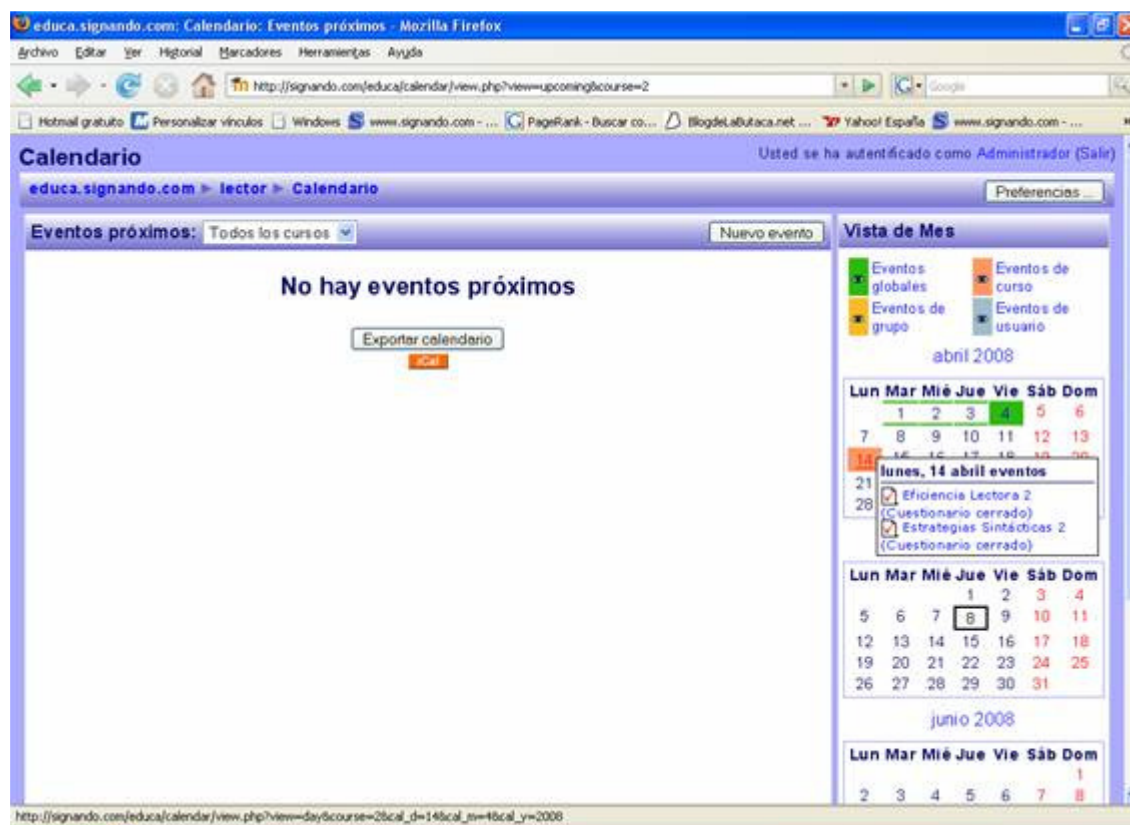 educa.signando.com: Calendario: Eventos próximos - Mozilla Firefox
Archivo Editar Ver Historial Marcadores Herramientas Ayuda
http://signando.com/educa/calendar/view.php?view=upcoming&course=2
Google
Hotmail gratuito Personalizar vínculos Windows www.signando.com - ... PageRank - Buscar co... BlogdeLaButaca.net ... Yahoo! España www.signando.com - ...
Calendario
Usted se ha autentificado como Administrador (Salir)
educa.signando.com ► lector ► Calendario
Preferencias ...
Eventos próximos: Todos los cursos
Nuevo evento
No hay eventos próximos
Exportar calendario
iCal
Vista de Mes
Eventos globales
Eventos de curso
Eventos de grupo
Eventos de usuario
abril 2008
Lun Mar Mié Jue Vie Sáb Dom
1 2 3 4 5 6
7 8 9 10 11 12 13
14 15 16 17 18 19 20
21
28
lunes, 14 abril eventos
Eficiencia Lectora 2
(Cuestionario cerrado)
Estrategias Sintácticas 2
(Cuestionario cerrado)
Lun Mar Mié Jue Vie Sáb Dom
1 2 3 4
5 6 7 8 9 10 11
12 13 14 15 16 17 18
19 20 21 22 23 24 25
26 27 28 29 30 31
junio 2008
Lun Mar Mié Jue Vie Sáb Dom
1
2 3 4 5 6 7 8
http://signando.com/educa/calendar/view.php?view=day&course=2&cal_d=14&cal_m=4&cal_y=2008